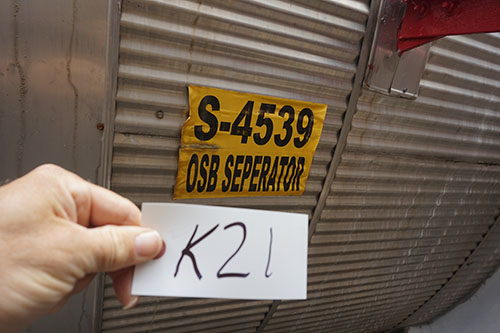 S-4539
OSB SEPERATOR
K21